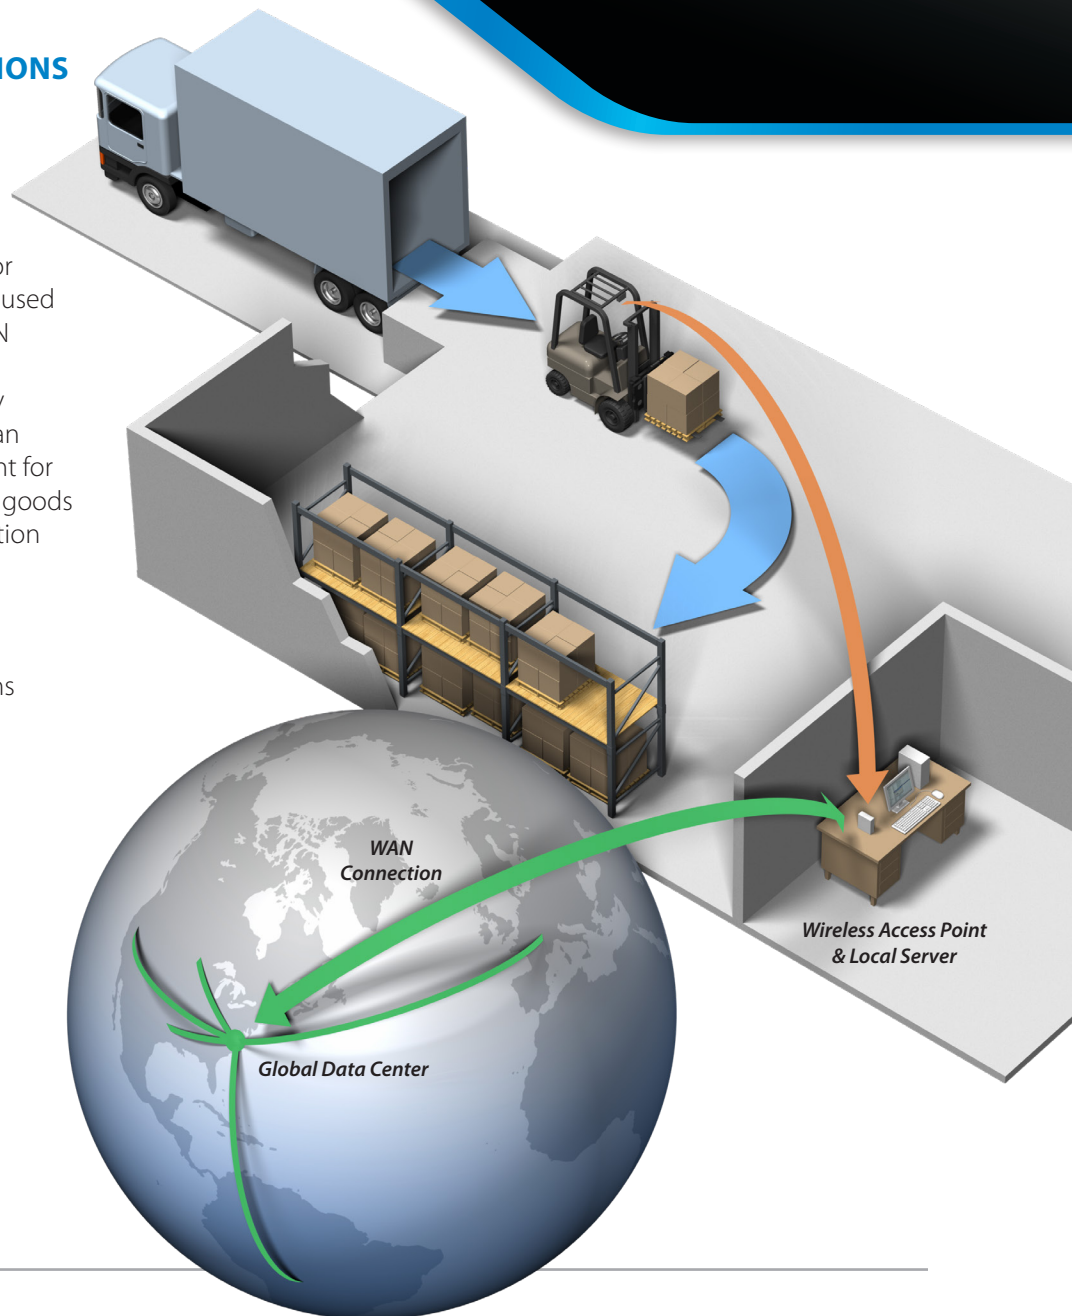 IONS
or
used
N
y
an
nt for
goods
tion
ns
WAN
Connection
Wireless Access Point
& Local Server
Global Data Center